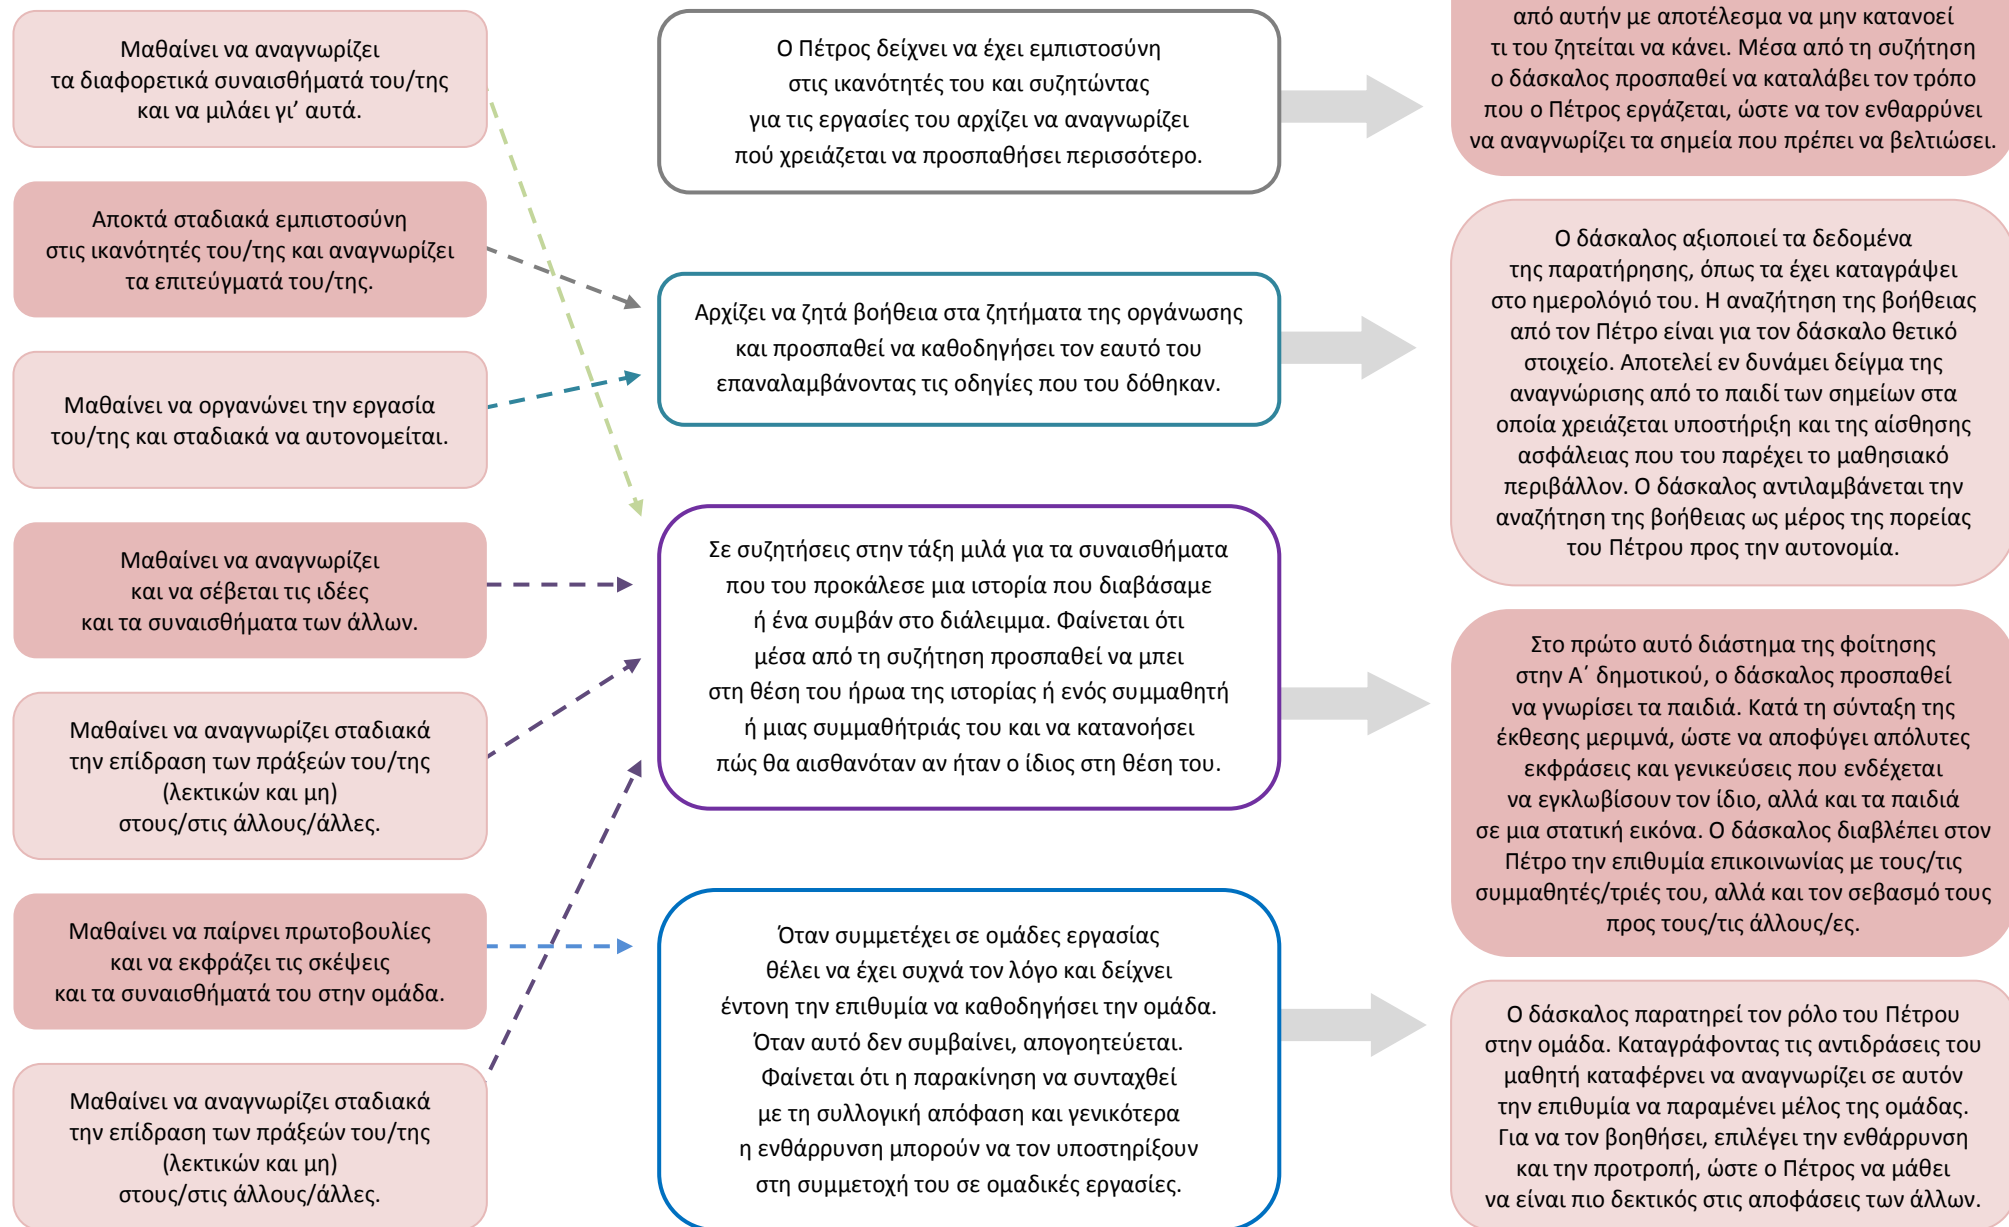 Μαθαίνει να αναγνωρίζει
τα διαφορετικά συναισθήματά του/της
και να μιλάει γι’ αυτά.
Αποκτά σταδιακά εμπιστοσύνη
στις ικανότητές του/της και αναγνωρίζει
τα επιτεύγματά του/της.
Μαθαίνει να οργανώνει την εργασία
του/της και σταδιακά να αυτονομείται.
Μαθαίνει να αναγνωρίζει
και να σέβεται τις ιδέες
και τα συναισθήματα των άλλων.
Μαθαίνει να αναγνωρίζει σταδιακά
την επίδραση των πράξεών του/της
(λεκτικών και μη)
στους/στις άλλους/άλλες.
Μαθαίνει να παίρνει πρωτοβουλίες
και να εκφράζει τις σκέψεις
και τα συναισθήματά του στην ομάδα.
Μαθαίνει να αναγνωρίζει σταδιακά
την επίδραση των πράξεών του/της
(λεκτικών και μη)
στους/στις άλλους/άλλες.
Ο Πέτρος δείχνει να έχει εμπιστοσύνη
στις ικανότητές του και συζητώντας
για τις εργασίες του αρχίζει να αναγνωρίζει
πού χρειάζεται να προσπαθήσει περισσότερο.
Αρχίζει να ζητά βοήθεια στα ζητήματα της οργάνωσης
και προσπαθεί να καθοδηγήσει τον εαυτό του
επαναλαμβάνοντας τις οδηγίες που του δόθηκαν.
Σε συζητήσεις στην τάξη μιλά για τα συναισθήματα
που του προκάλεσε μια ιστορία που διαβάσαμε
ή ένα συμβάν στο διάλειμμα. Φαίνεται ότι
μέσα από τη συζήτηση προσπαθεί να μπει
στη θέση του ήρωα της ιστορίας ή ενός συμμαθητή
ή μιας συμμαθήτριάς του και να κατανοήσει
πώς θα αισθανόταν αν ήταν ο ίδιος στη θέση του.
Όταν συμμετέχει σε ομάδες εργασίας
θέλει να έχει συχνά τον λόγο και δείχνει
έντονη την επιθυμία να καθοδηγήσει την ομάδα.
Όταν αυτό δεν συμβαίνει, απογοητεύεται.
Φαίνεται ότι η παρακίνηση να συνταχθεί
με τη συλλογική απόφαση και γενικότερα
η ενθάρρυνση μπορούν να τον υποστηρίξουν
στη συμμετοχή του σε ομαδικές εργασίες.
από αυτήν με αποτέλεσμα να μην κατανοεί
τι του ζητείται να κάνει. Μέσα από τη συζήτηση
ο δάσκαλος προσπαθεί να καταλάβει τον τρόπο
που ο Πέτρος εργάζεται, ώστε να τον ενθαρρύνει
να αναγνωρίζει τα σημεία που πρέπει να βελτιώσει.
Ο δάσκαλος αξιοποιεί τα δεδομένα
της παρατήρησης, όπως τα έχει καταγράψει
στο ημερολόγιό του. Η αναζήτηση της βοήθειας
από τον Πέτρο είναι για τον δάσκαλο θετικό
στοιχείο. Αποτελεί εν δυνάμει δείγμα της
αναγνώρισης από το παιδί των σημείων στα
οποία χρειάζεται υποστήριξη και της αίσθησης
ασφάλειας που του παρέχει το μαθησιακό
περιβάλλον. Ο δάσκαλος αντιλαμβάνεται την
αναζήτηση της βοήθειας ως μέρος της πορείας
του Πέτρου προς την αυτονομία.
Στο πρώτο αυτό διάστημα της φοίτησης
στην Α΄ δημοτικού, ο δάσκαλος προσπαθεί
να γνωρίσει τα παιδιά. Κατά τη σύνταξη της
έκθεσης μεριμνά, ώστε να αποφύγει απόλυτες
εκφράσεις και γενικεύσεις που ενδέχεται
να εγκλωβίσουν τον ίδιο, αλλά και τα παιδιά
σε μια στατική εικόνα. Ο δάσκαλος διαβλέπει στον
Πέτρο την επιθυμία επικοινωνίας με τους/τις
συμμαθητές/τριές του, αλλά και τον σεβασμό τους
προς τους/τις άλλους/ες.
Ο δάσκαλος παρατηρεί τον ρόλο του Πέτρου
στην ομάδα. Καταγράφοντας τις αντιδράσεις του
μαθητή καταφέρνει να αναγνωρίζει σε αυτόν
την επιθυμία να παραμένει μέλος της ομάδας.
Για να τον βοηθήσει, επιλέγει την ενθάρρυνση
και την προτροπή, ώστε ο Πέτρος να μάθει
να είναι πιο δεκτικός στις αποφάσεις των άλλων.